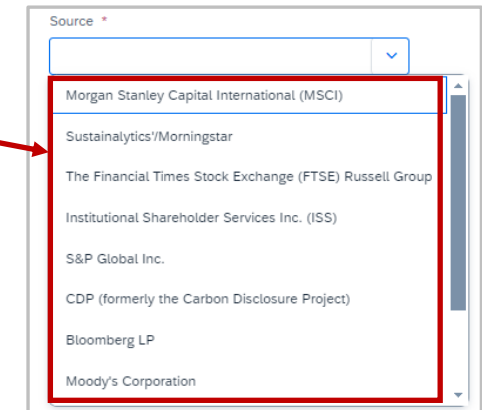 Source *
Morgan Stanley Capital International (MSCI)
Sustainalytics'/Morningstar
The Financial Times Stock Exchange (FTSE) Russell Group
Institutional Shareholder Services Inc. (ISS)
S&P Global Inc.
CDP (formerly the Carbon Disclosure Project)
Bloomberg LP
Moody's Corporation